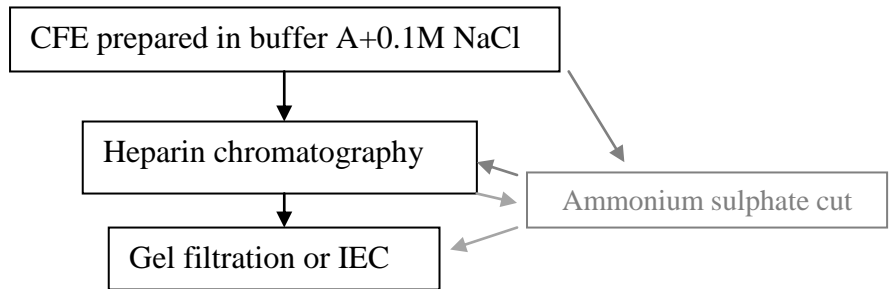 CFE prepared in buffer A+0.1M NaCl
Heparin chromatography
Ammonium sulphate cut
Gel filtration or IEC